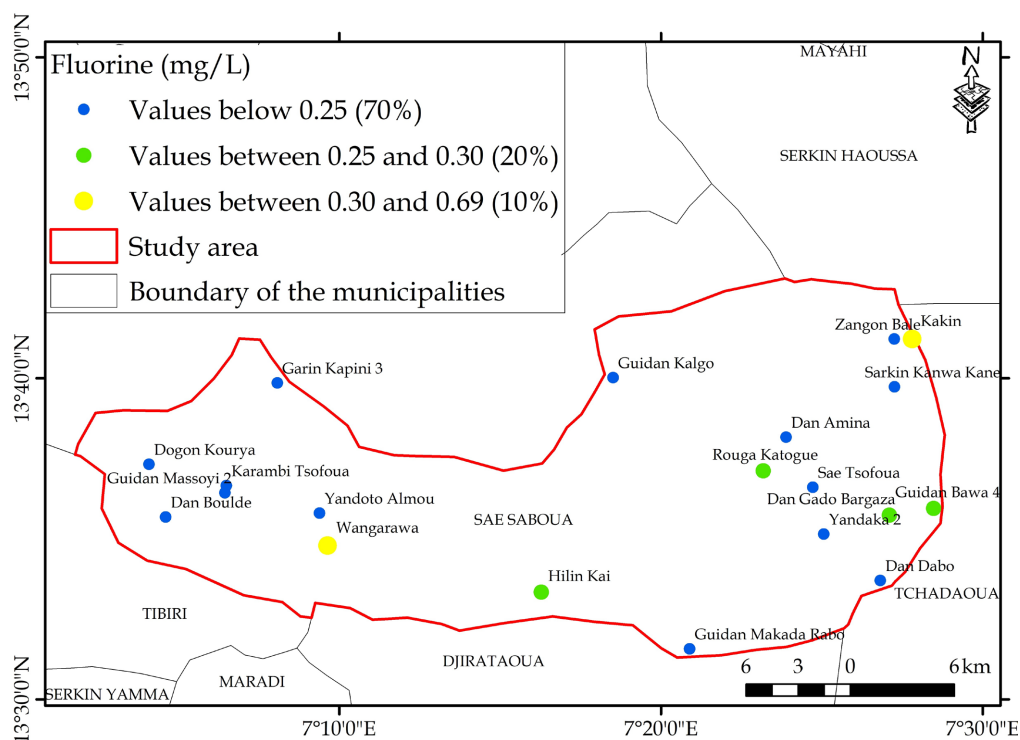 13°50'0"N
MAYAHI
N
Fluorine (mg/L)
Values below 0.25 (70%)
Values between 0.25 and 0.30 (20%)
SERKIN HAOUSSA
Values between 0.30 and 0.69 (10%)
Study area
Boundary of the municipalities
Zangon Bale
Kakin
13°40'0"N
Garin Kapini 3
Guidan Kalgo
Sarkin Kanwa Kane
Dan Amina
Dogon Kourya
Rouga Katogue
Guidan Massoyi 2
Karambi Tsofoua
Sae Tsofoua
Dan Boulde
Yandoto Almou
Dan Gado Bargaza
Guidan Bawa 4
Wangarawa
SAE SABOUA
Yandaka 2
Hilin Kai
Dan Dabo
TCHADAOUA
TIBIRI
Guidan Makada Rabo
DJIRATAOUA
6 3 0 6 km
MARADI
SERKIN YAMMA
13°30'0"N
7°10'0"E
7°20'0"E
7°30'0"E